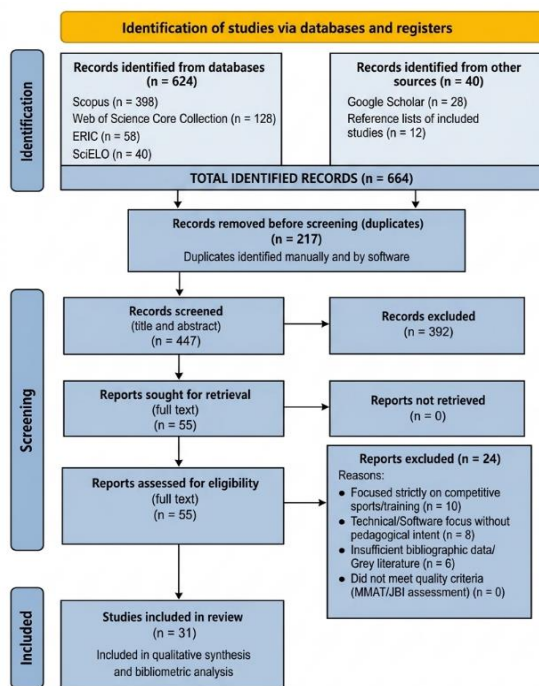 Identification of studies via databases and registers
Identification
Records identified from databases
(n = 624)
Scopus (n = 398)
Web of Science Core Collection (n = 128)
ERIC (n = 58)
SciELO (n = 40)
Records identified from other
sources (n = 40)
Google Scholar (n = 28)
Reference lists of included
studies (n = 12)
TOTAL IDENTIFIED RECORDS (n = 664)
Records removed before screening (duplicates)
(n = 217)
Duplicates identified manually and by software
Screening
Records screened
(title and abstract)
(n = 447)
Records excluded
(n = 392)
Reports sought for retrieval
(full text)
(n = 55)
Reports not retrieved
(n = 0)
Reports assessed for eligibility
(full text)
(n = 55)
Reports excluded (n = 24)
Reasons:
● Focused strictly on competitive
sports/training (n = 10)
● Technical/Software focus without
pedagogical intent (n = 8)
● Insufficient bibliographic data/
Grey literature (n = 6)
● Did not meet quality criteria
(MMAT/JBI assessment) (n = 0)
Included
Studies included in review
(n = 31)
Included in qualitative synthesis
and bibliometric analysis